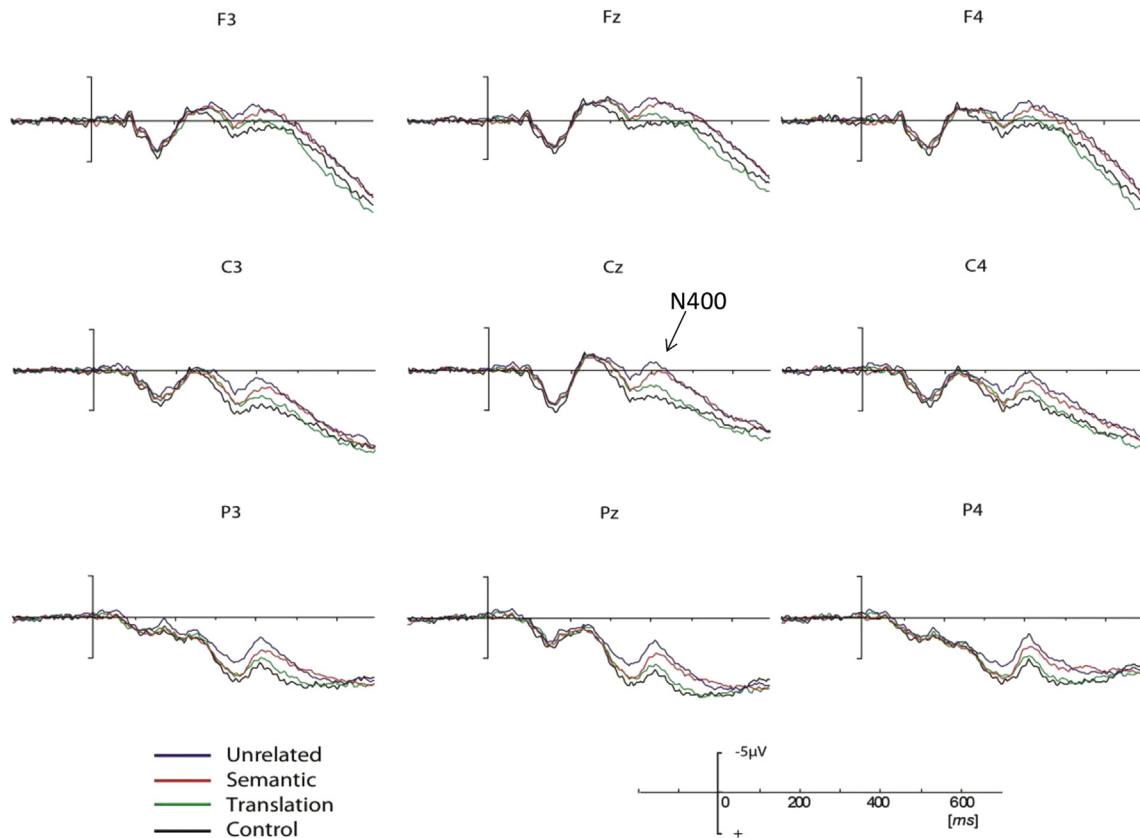 F3
Fz
F4
C3
Cz
C4
N400
P3
Pz
P4
Unrelated
Semantic
Translation
Control
-5µV
0 200 400 600
[ms]
+